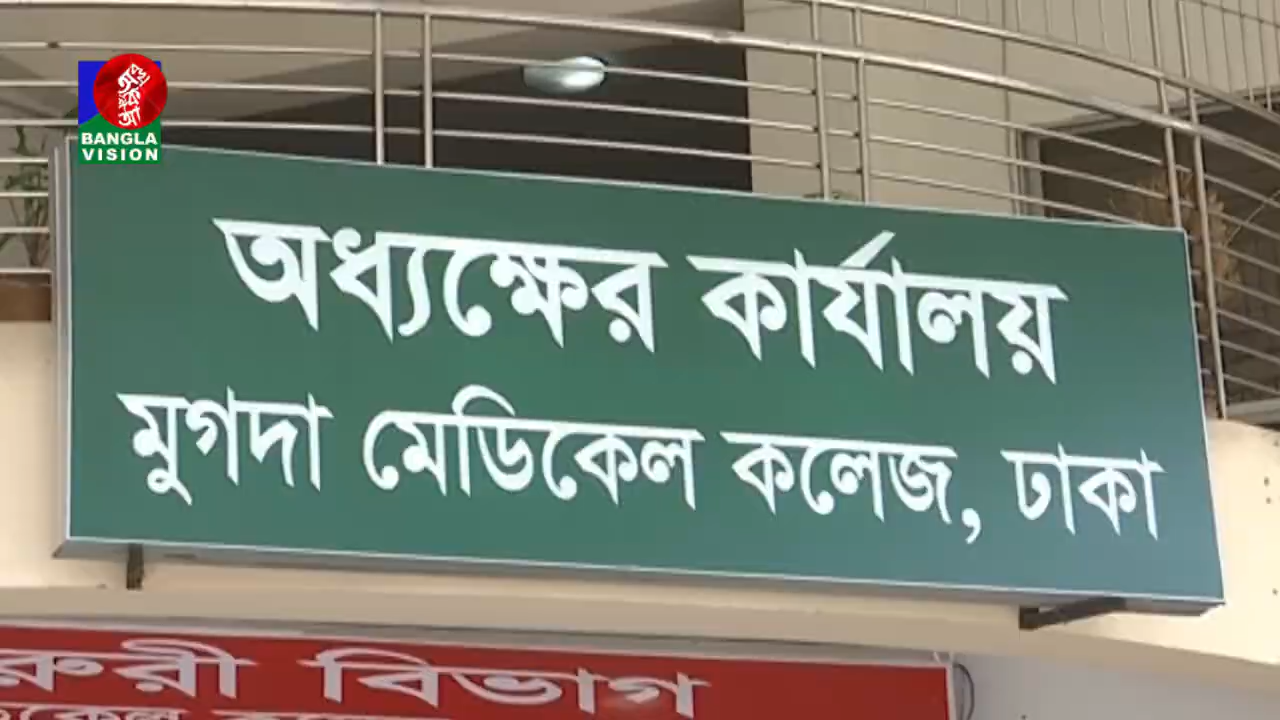 BANGLA
VISION
অধ্যক্ষের কার্যালয়
মুগদা মেডিকেল কলেজ, ঢাকা
রুরী বিভাগ